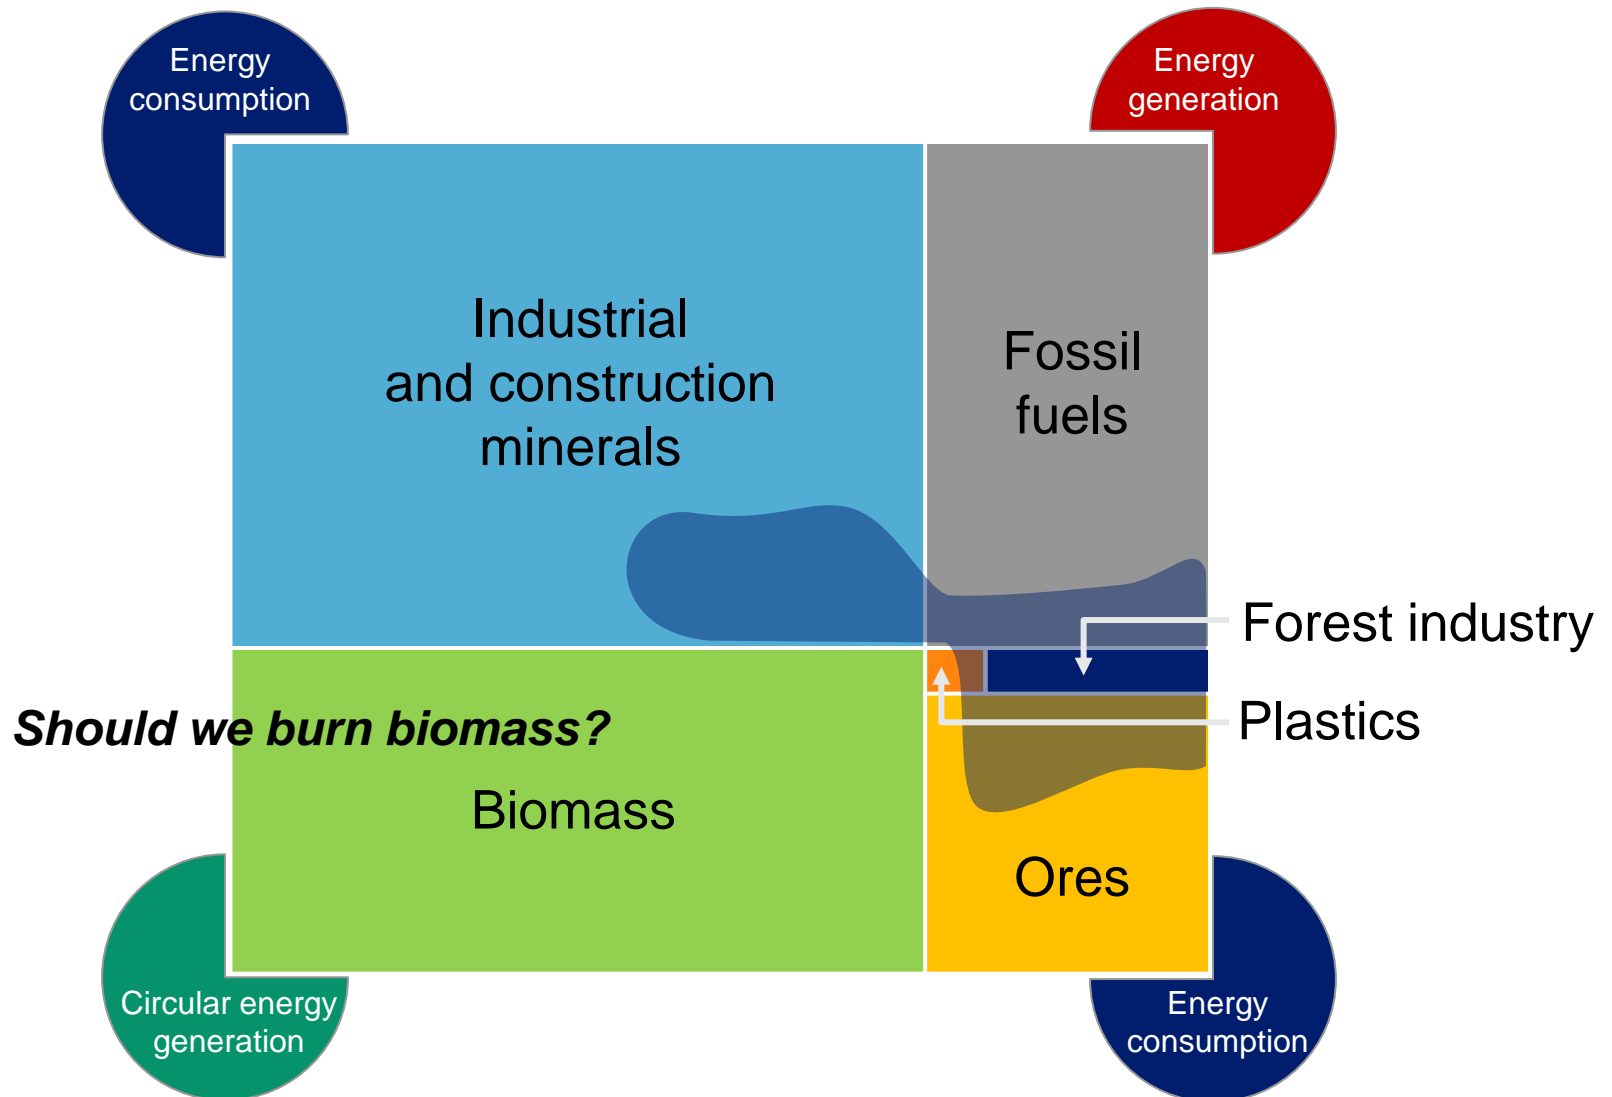 Energy
consumption
Energy
generation
Industrial
and construction
minerals
Fossil
fuels
Forest industry
Plastics
Should we burn biomass?
Biomass
Ores
Circular energy
generation
Energy
consumption